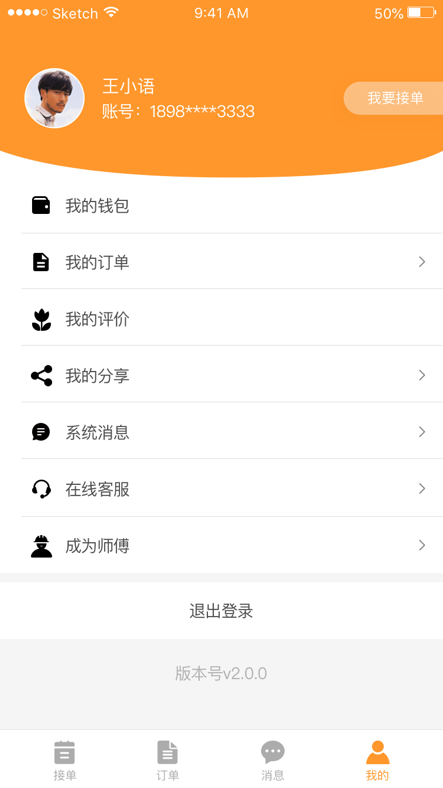 Sketch 9:41 AM 50%
王小语
账号：1898****3333
我要接单
我的钱包
我的订单
我的评价
我的分享
系统消息
在线客服
成为师傅
退出登录
版本号v2.0.0
接单 订单 消息 我的